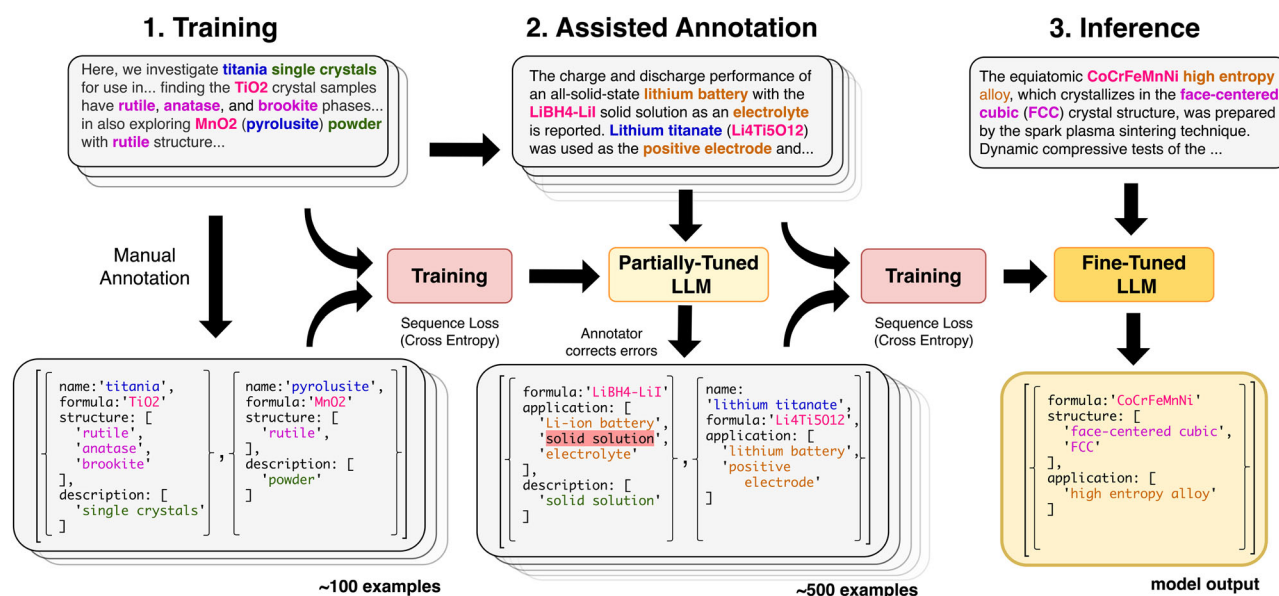 1. Training
Here, we investigate titania single crystals
for use in... finding the TiO2 crystal samples
have rutile, anatase, and brookite phases...
in also exploring MnO2 (pyrolusite) powder
with rutile structure...
Manual
Annotation
Training
Sequence Loss
(Cross Entropy)
name:'titania',
formula:'TiO2'
structure: [
'rutile',
'anatase',
'brookite'
],
description: [
'single crystals'
]
,
name:'pyrolusite',
formula:'MnO2'
structure: [
'rutile',
],
description: [
'powder'
]
~100 examples
2. Assisted Annotation
The charge and discharge performance of
an all-solid-state lithium battery with the
LiBH4-LiI solid solution as an electrolyte
is reported. Lithium titanate (Li4Ti5O12)
was used as the positive electrode and...
Partially-Tuned
LLM
Annotator
corrects errors
Training
Sequence Loss
(Cross Entropy)
formula:'LiBH4-LiI'
application: [
'Li-ion battery',
'solid solution',
'electrolyte'
],
description: [
'solid solution'
]
,
name:
'lithium titanate',
formula:'Li4Ti5O12',
application: [
'lithium battery',
'positive
electrode'
]
~500 examples
3. Inference
The equiatomic CoCrFeMnNi high entropy
alloy, which crystallizes in the face-centered
cubic (FCC) crystal structure, was prepared
by the spark plasma sintering technique.
Dynamic compressive tests of the ...
Fine-Tuned
LLM
formula:'CoCrFeMnNi'
structure: [
'face-centered cubic',
'FCC'
],
application: [
'high entropy alloy'
]
model output